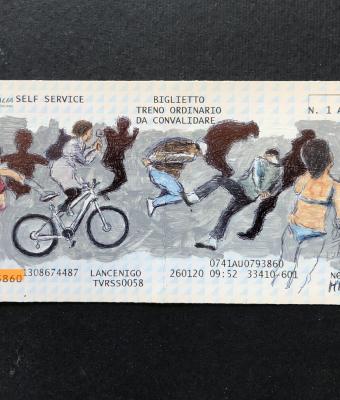 SELF SERVICE
BIGLIETTO
TRENO ORDINARIO
DA CONVALIDARE
N. 1 A
0741AU0793860
1308674487 LANCENIGO 260120 09:52 33410-601
TVRSS0058